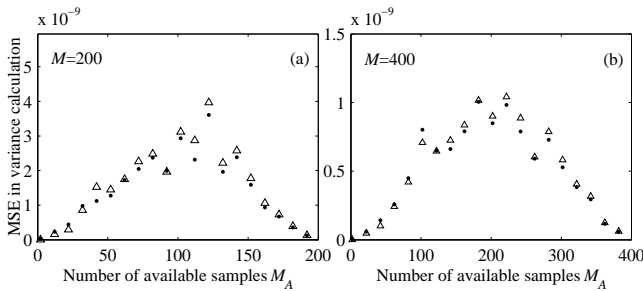 x 10⁻⁹
x 10⁻⁹
MSE in variance calculation
M=200
(a)
5
4
3
2
1
0
0
50
100
150
200
Number of available samples M_A
M=400
(b)
1.5
1
0.5
0
0
100
200
300
400
Number of available samples M_A